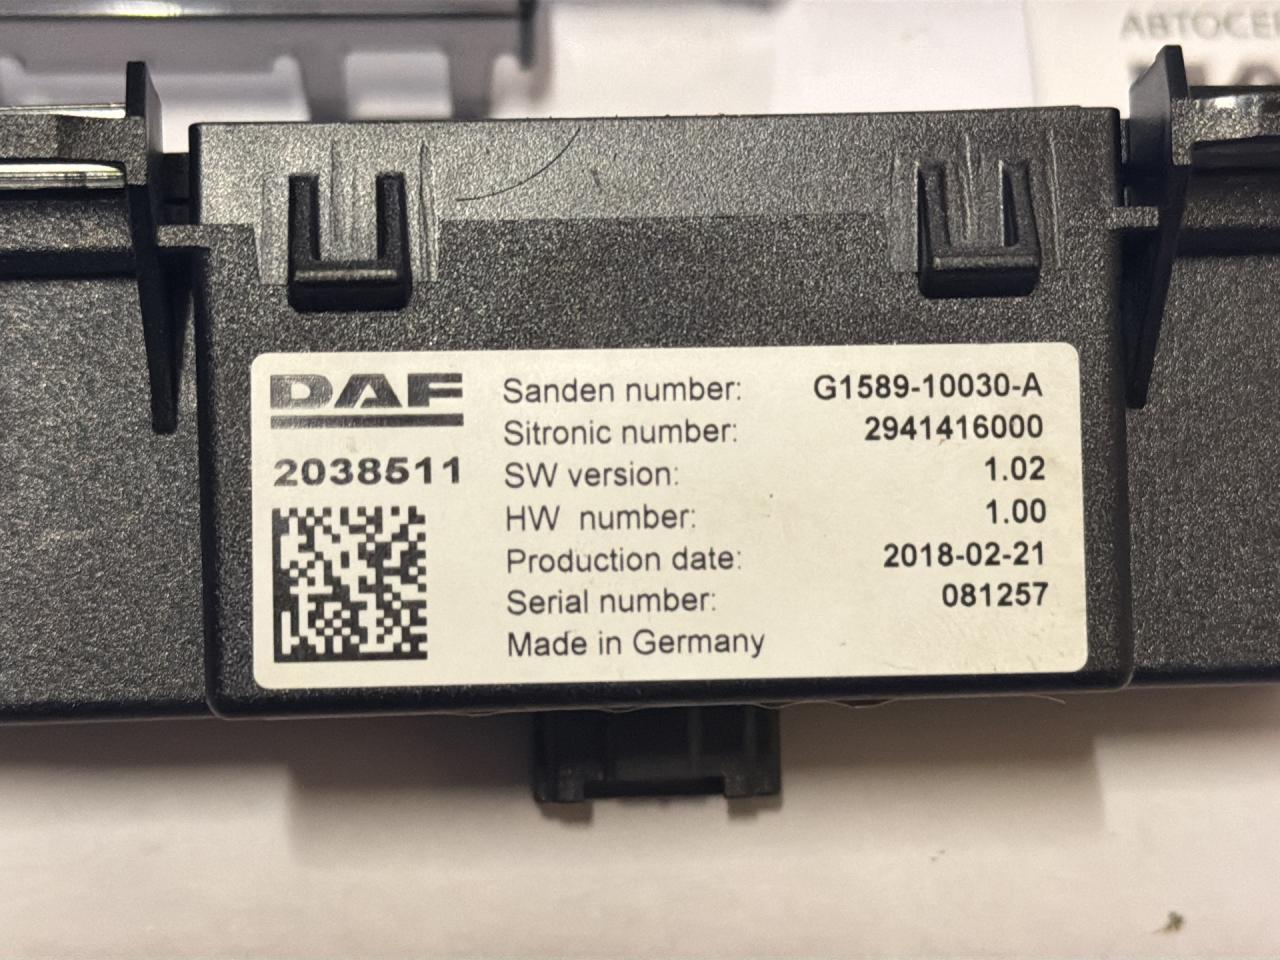 АВТОСЕ
DAF
2038511
Sanden number: G1589-10030-A
Sitronic number: 2941416000
SW version: 1.02
HW number: 1.00
Production date: 2018-02-21
Serial number: 081257
Made in Germany